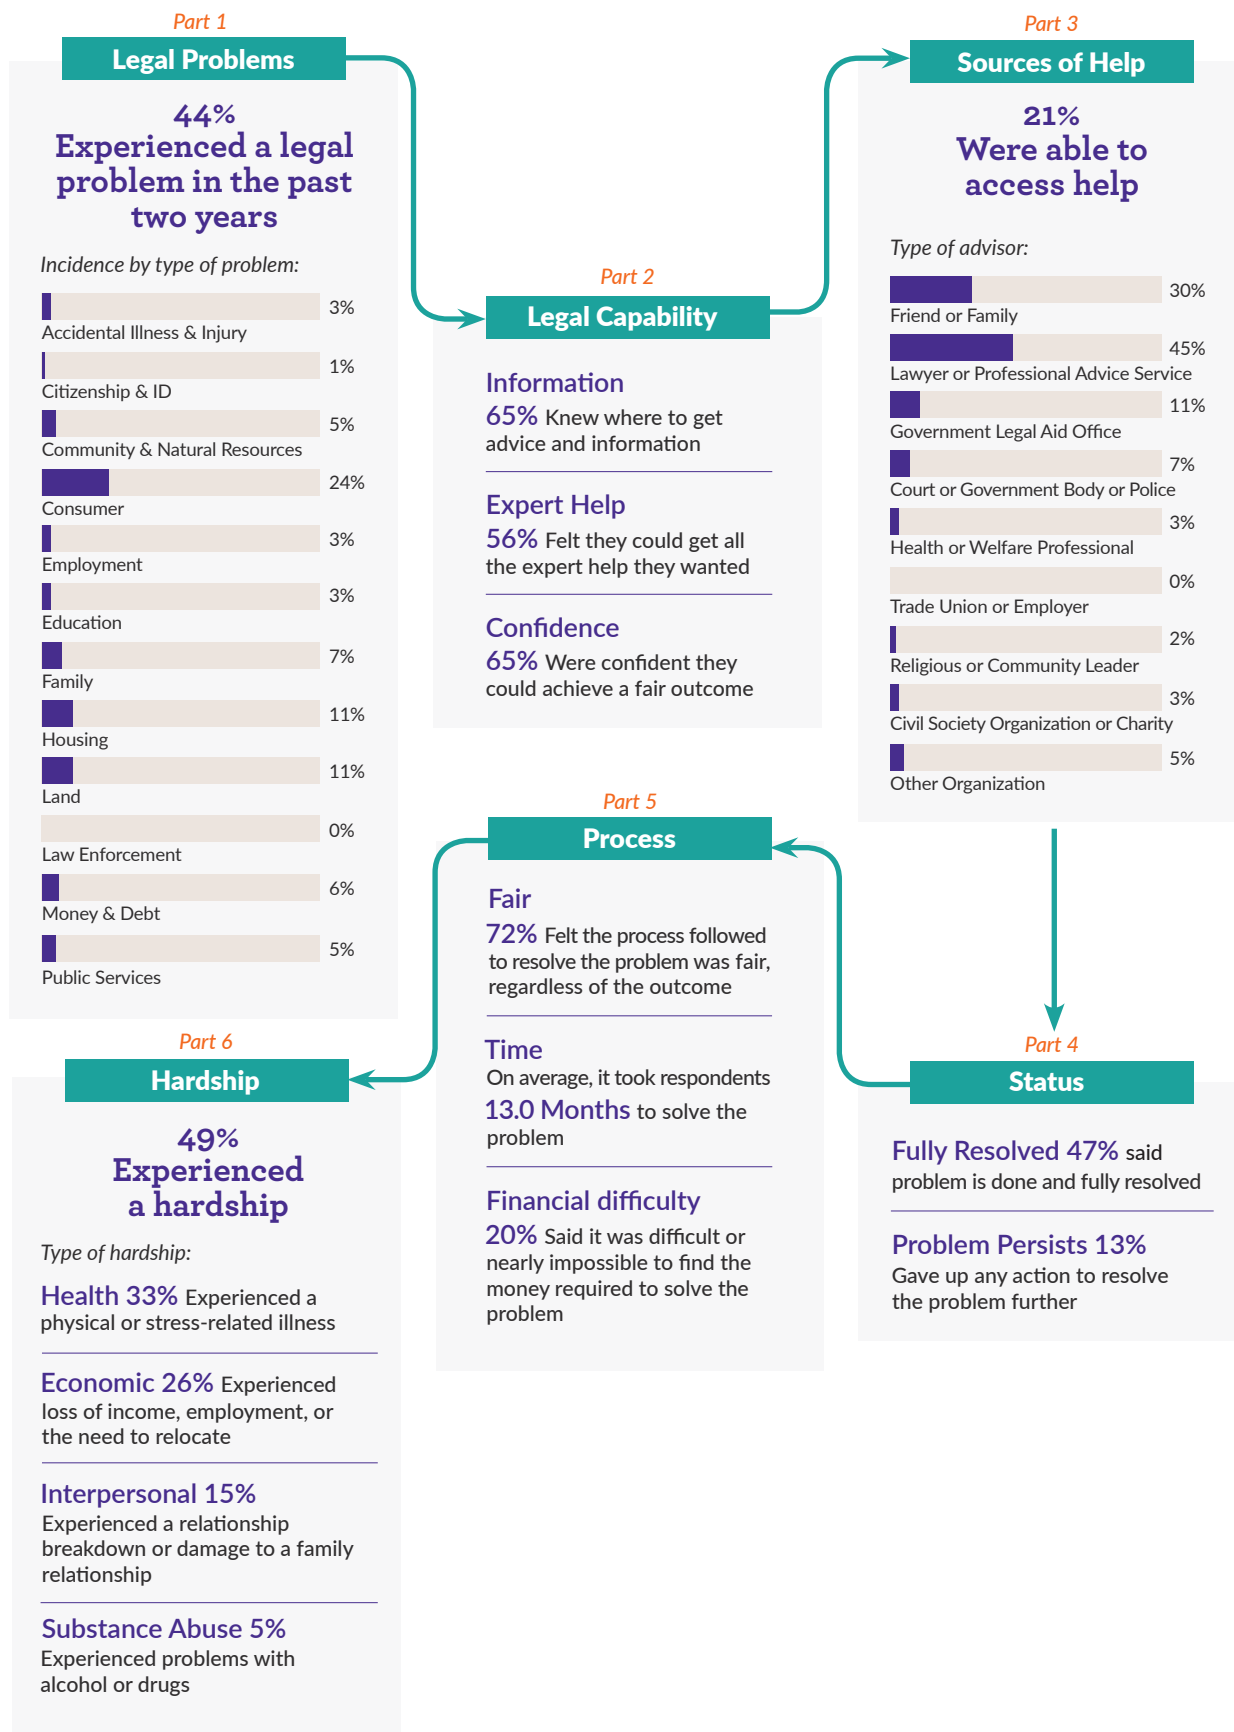 Part 1
Legal Problems
44%
Experienced a legal
problem in the past
two years
Incidence by type of problem:
3%
Accidental Illness & Injury
1%
Citizenship & ID
5%
Community & Natural Resources
24%
Consumer
3%
Employment
3%
Education
7%
Family
11%
Housing
11%
Land
0%
Law Enforcement
6%
Money & Debt
5%
Public Services
Part 2
Legal Capability
Information
65% Knew where to get
advice and information
Expert Help
56% Felt they could get all
the expert help they wanted
Confidence
65% Were confident they
could achieve a fair outcome
Part 3
Sources of Help
21%
Were able to
access help
Type of advisor:
30%
Friend or Family
45%
Lawyer or Professional Advice Service
11%
Government Legal Aid Office
7%
Court or Government Body or Police
3%
Health or Welfare Professional
0%
Trade Union or Employer
2%
Religious or Community Leader
3%
Civil Society Organization or Charity
5%
Other Organization
Part 4
Status
Fully Resolved 47% said
problem is done and fully resolved
Problem Persists 13%
Gave up any action to resolve
the problem further
Part 5
Process
Fair
72% Felt the process followed
to resolve the problem was fair,
regardless of the outcome
Time
On average, it took respondents
13.0 Months to solve the
problem
Financial difficulty
20% Said it was difficult or
nearly impossible to find the
money required to solve the
problem
Part 6
Hardship
49%
Experienced
a hardship
Type of hardship:
Health 33% Experienced a
physical or stress-related illness
Economic 26% Experienced
loss of income, employment, or
the need to relocate
Interpersonal 15%
Experienced a relationship
breakdown or damage to a family
relationship
Substance Abuse 5%
Experienced problems with
alcohol or drugs